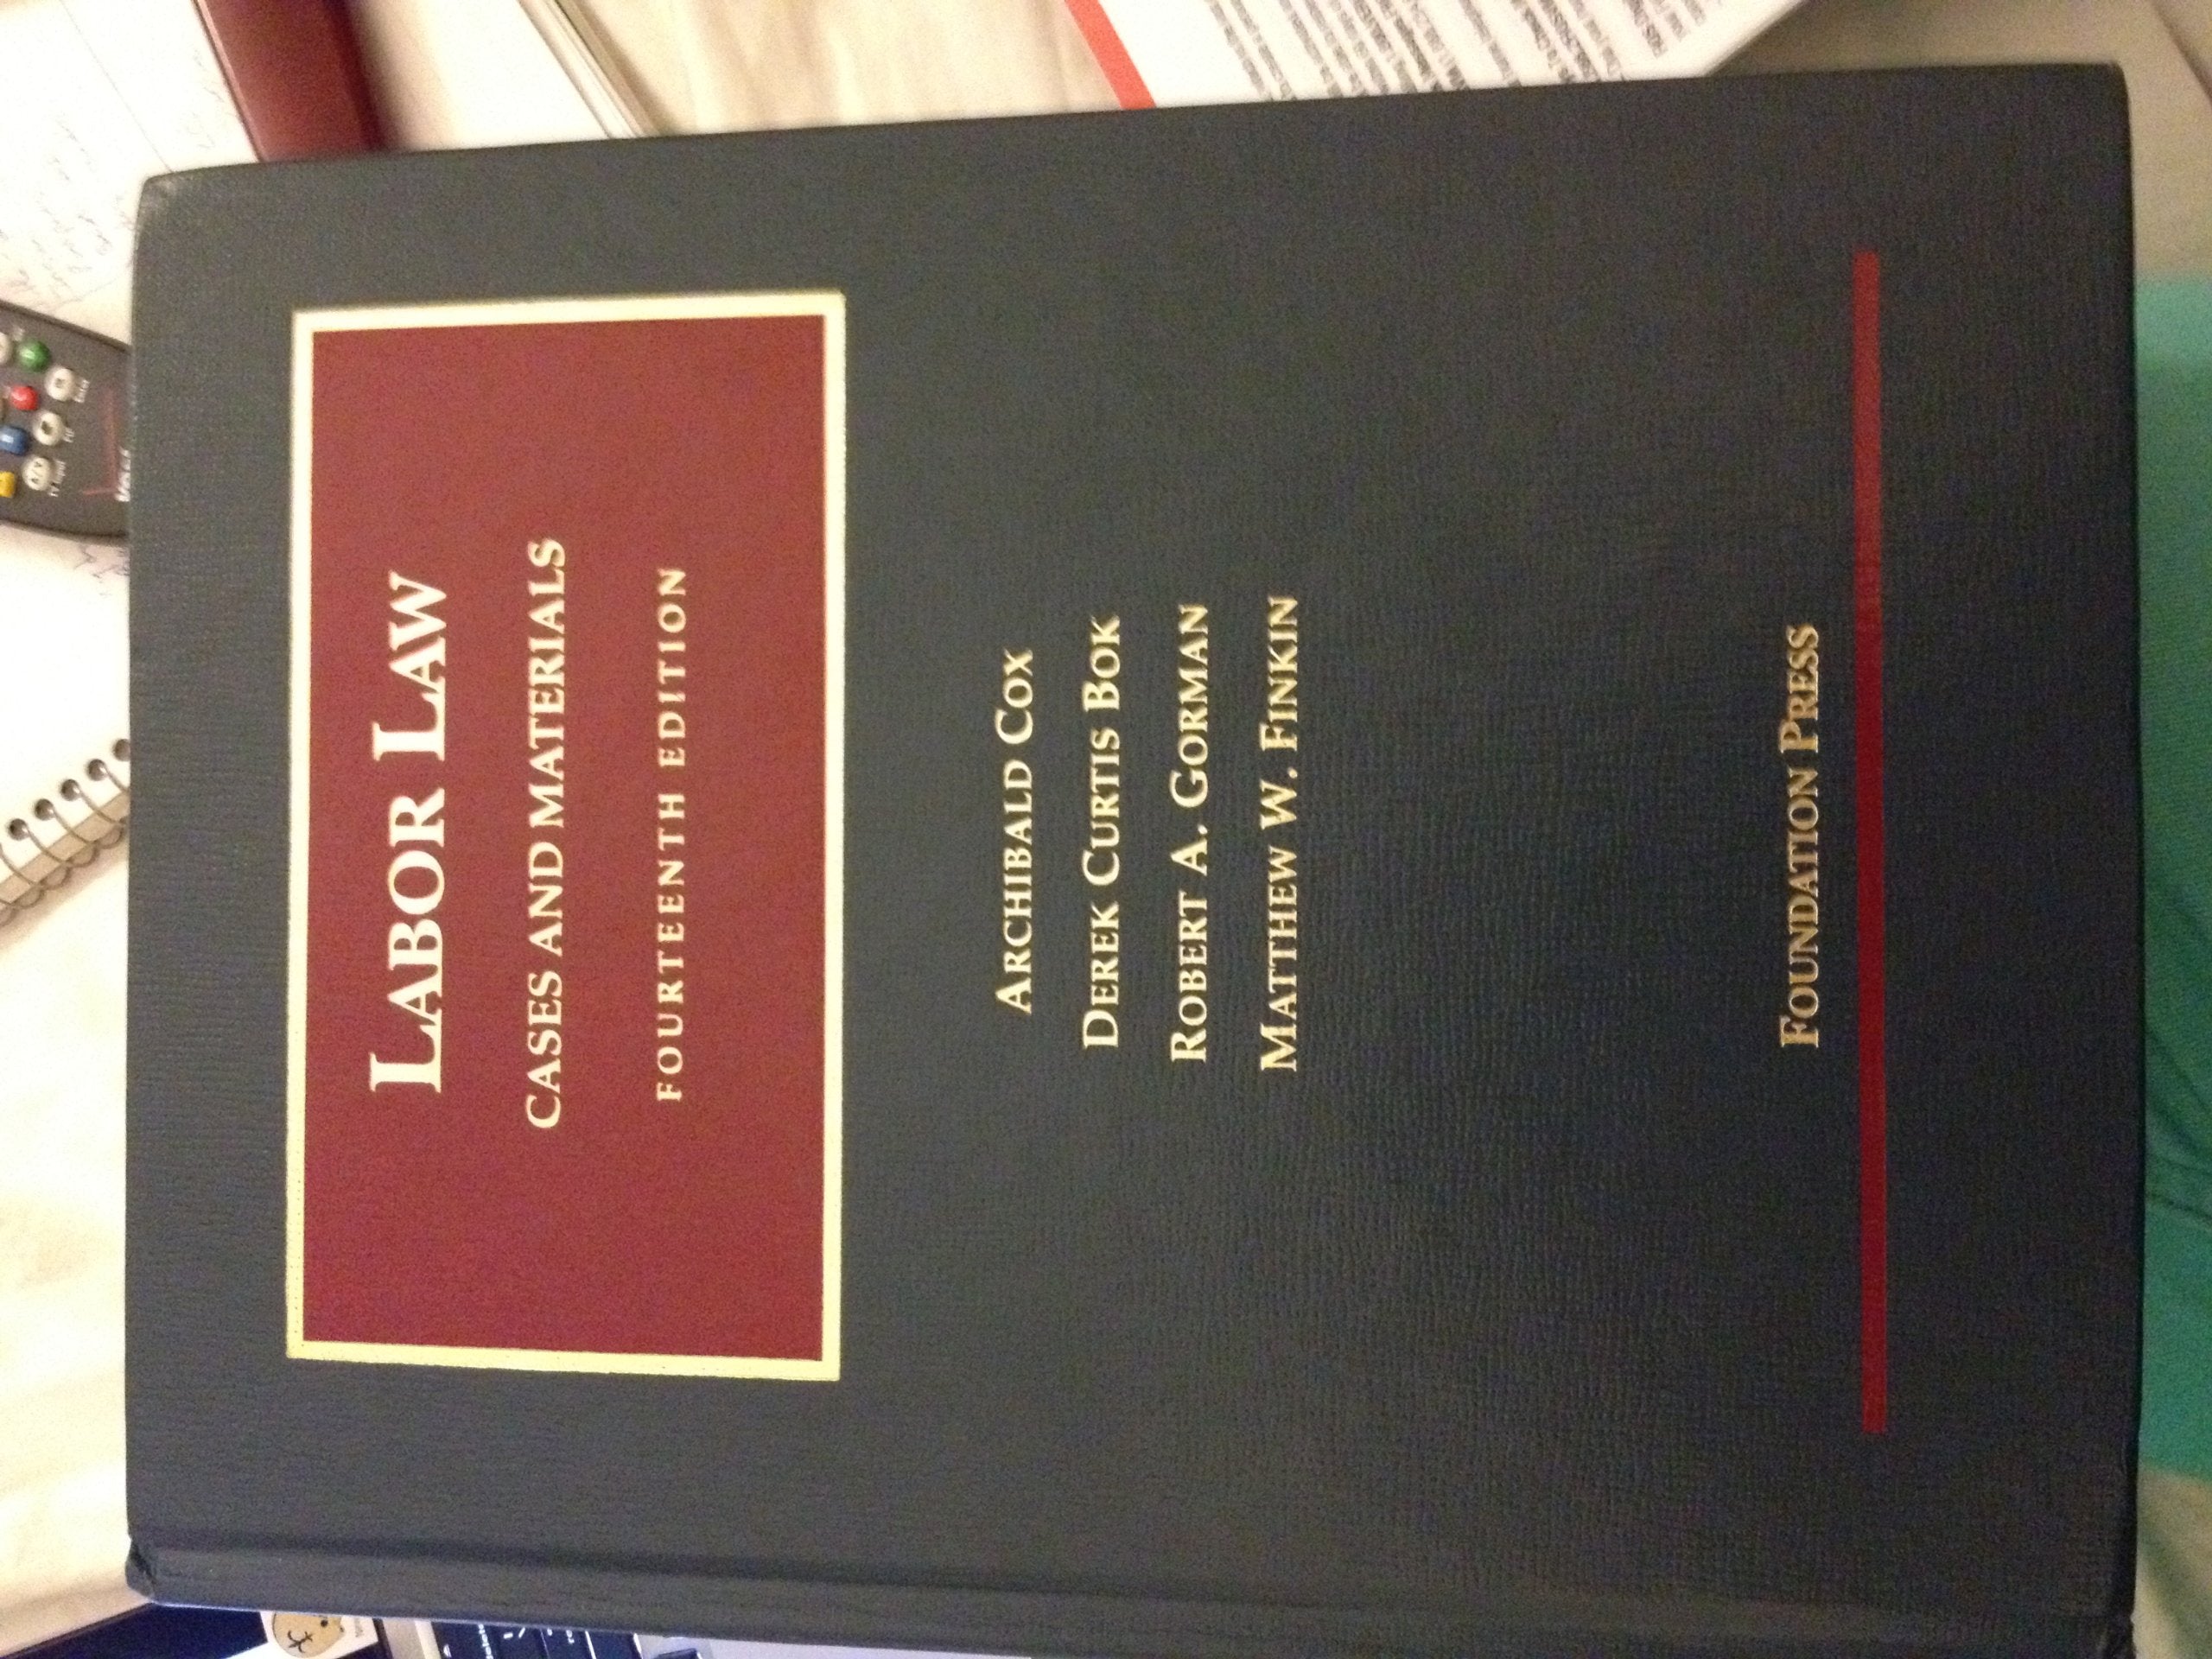 LABOR LAW
CASES AND MATERIALS
FOURTEENTH EDITION
ARCHIBALD COX
DEREK CURTIS BOK
ROBERT A. GORMAN
MATTHEW W. FINKIN
FOUNDATION PRESS